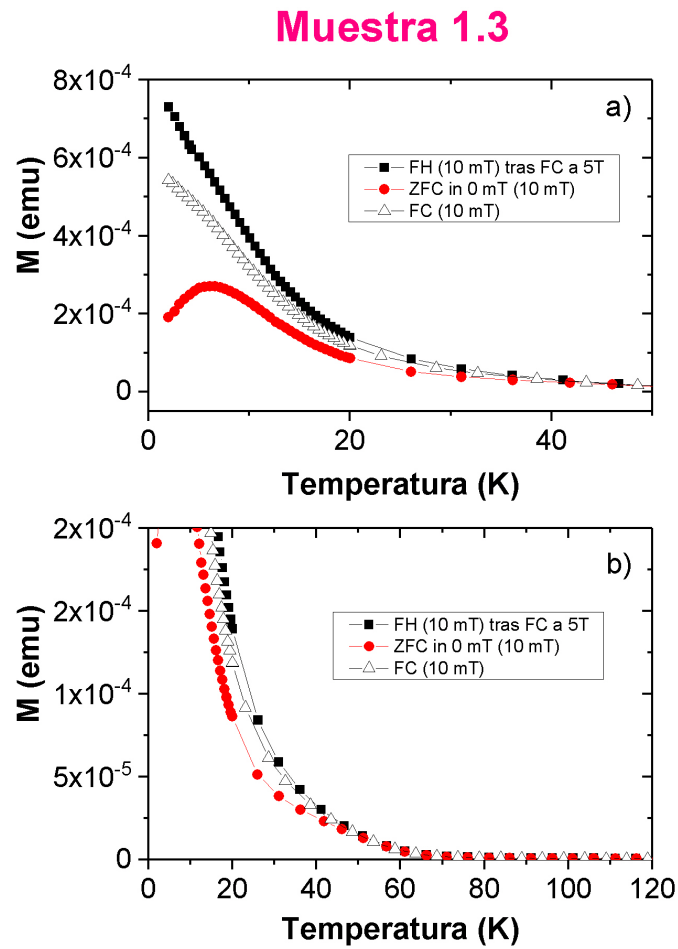 Muestra 1.3
8x10⁻⁴
a)
6x10⁻⁴
FH (10 mT) tras FC a 5T
ZFC in 0 mT (10 mT)
FC (10 mT)
4x10⁻⁴
M (emu)
2x10⁻⁴
0
0 20 40
Temperatura (K)
2x10⁻⁴
b)
2x10⁻⁴
FH (10 mT) tras FC a 5T
ZFC in 0 mT (10 mT)
FC (10 mT)
M (emu)
1x10⁻⁴
5x10⁻⁵
0
0 20 40 60 80 100 120
Temperatura (K)